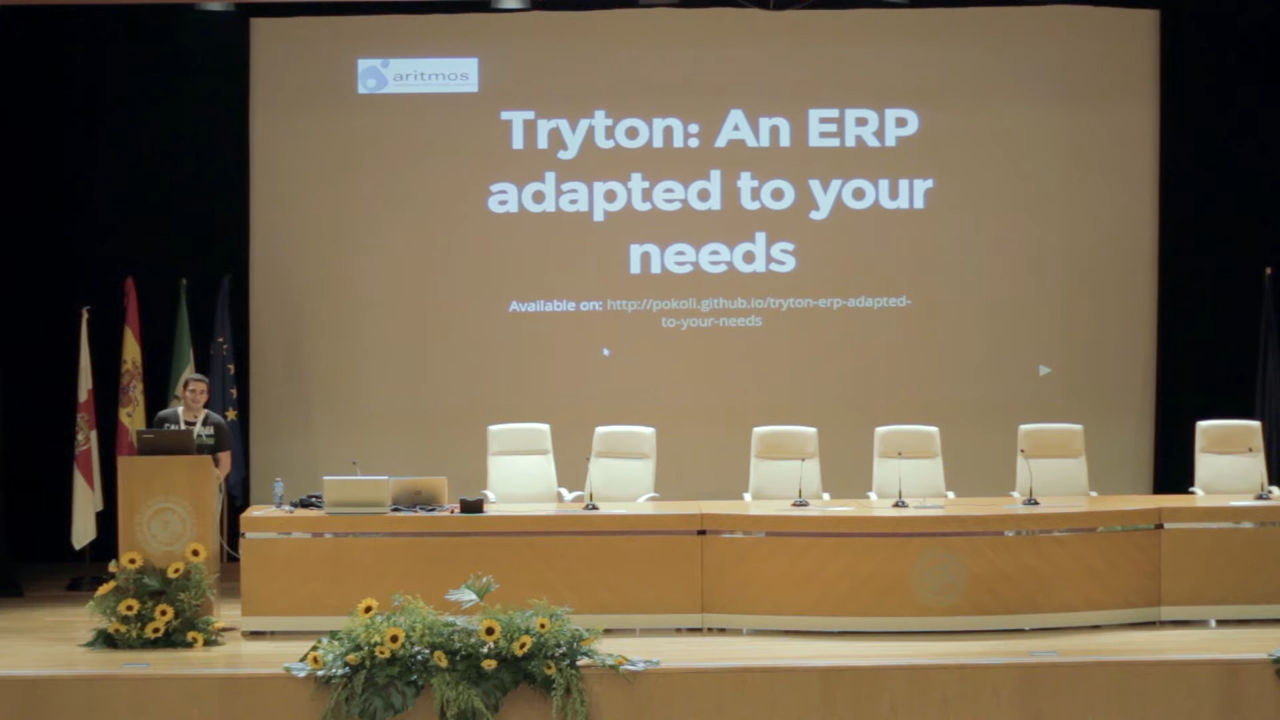 aritmos
Tryton: An ERP
adapted to your
needs
Available on: http://pokoli.github.io/tryton-erp-adapted-
to-your-needs